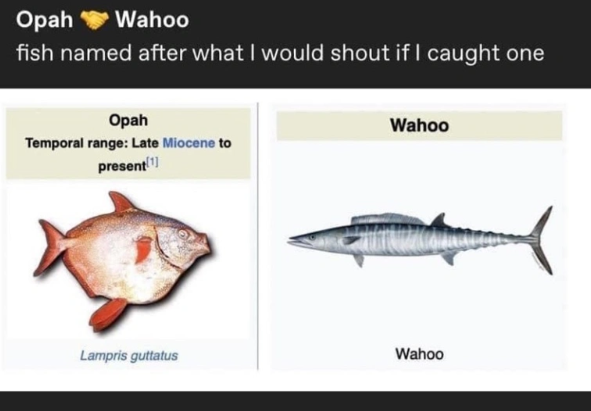 Opah 🤝 Wahoo
fish named after what I would shout if I caught one
Opah
Temporal range: Late Miocene to
present[1]
Lampris guttatus
Wahoo
Wahoo